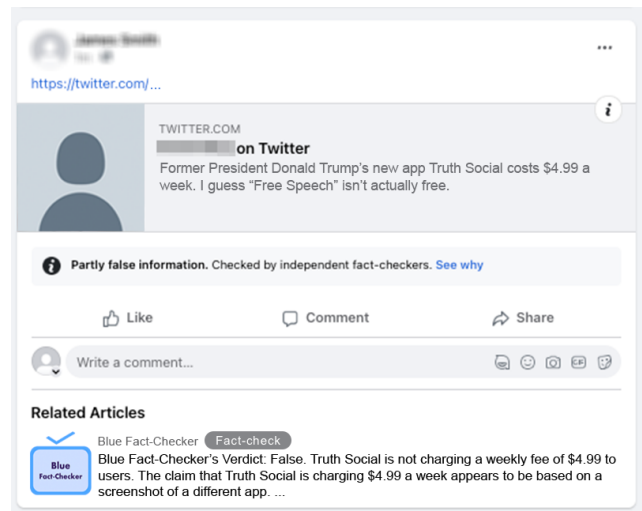 https://twitter.com/...
i
TWITTER.COM
on Twitter
Former President Donald Trump's new app Truth Social costs $4.99 a
week. I guess “Free Speech” isn't actually free.
i Partly false information. Checked by independent fact-checkers. See why
Like Comment Share
Write a comment... GIF
Related Articles
Blue Fact-Checker Fact-check
Blue
Fact-Checker
Blue Fact-Checker's Verdict: False. Truth Social is not charging a weekly fee of $4.99 to
users. The claim that Truth Social is charging $4.99 a week appears to be based on a
screenshot of a different app. ...